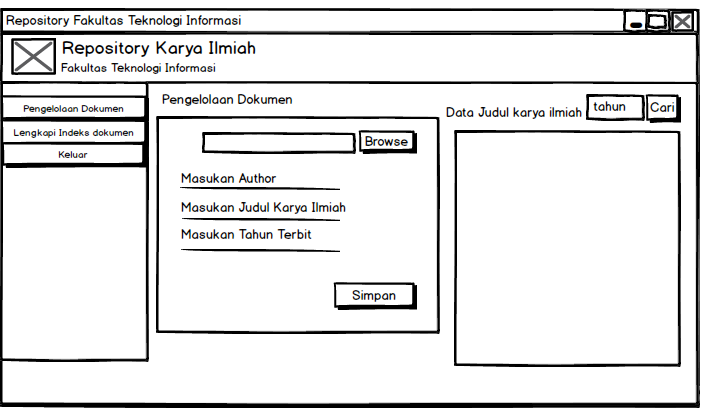 Repository Fakultas Teknologi Informasi
Repository Karya Ilmiah
Fakultas Teknologi Informasi
Pengelolaan Dokumen
Lengkapi Indeks dokumen
Keluar
Pengelolaan Dokumen
Browse
Masukan Author
Masukan Judul Karya Ilmiah
Masukan Tahun Terbit
Simpan
Data Judul karya ilmiah tahun Cari